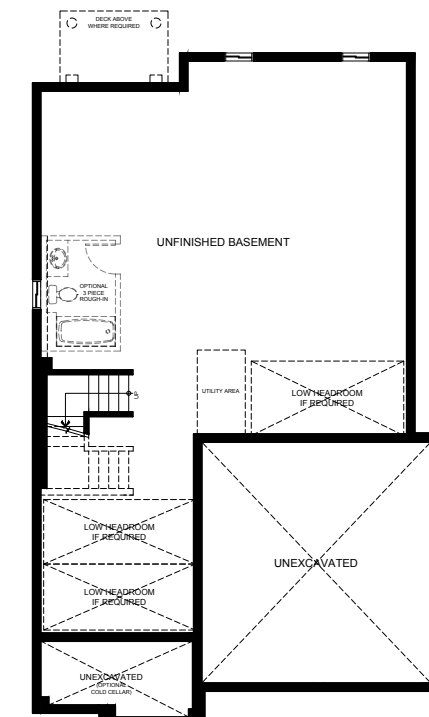 DECK ABOVE
WHERE REQUIRED
UNFINISHED BASEMENT
OPTIONAL
3 PIECE
ROUGH-IN
UTILITY AREA
LOW HEADROOM
IF REQUIRED
UP
LOW HEADROOM
IF REQUIRED
UNEXCAVATED
LOW HEADROOM
IF REQUIRED
UNEXCAVATED
(OPTIONAL
COLD CELLAR)